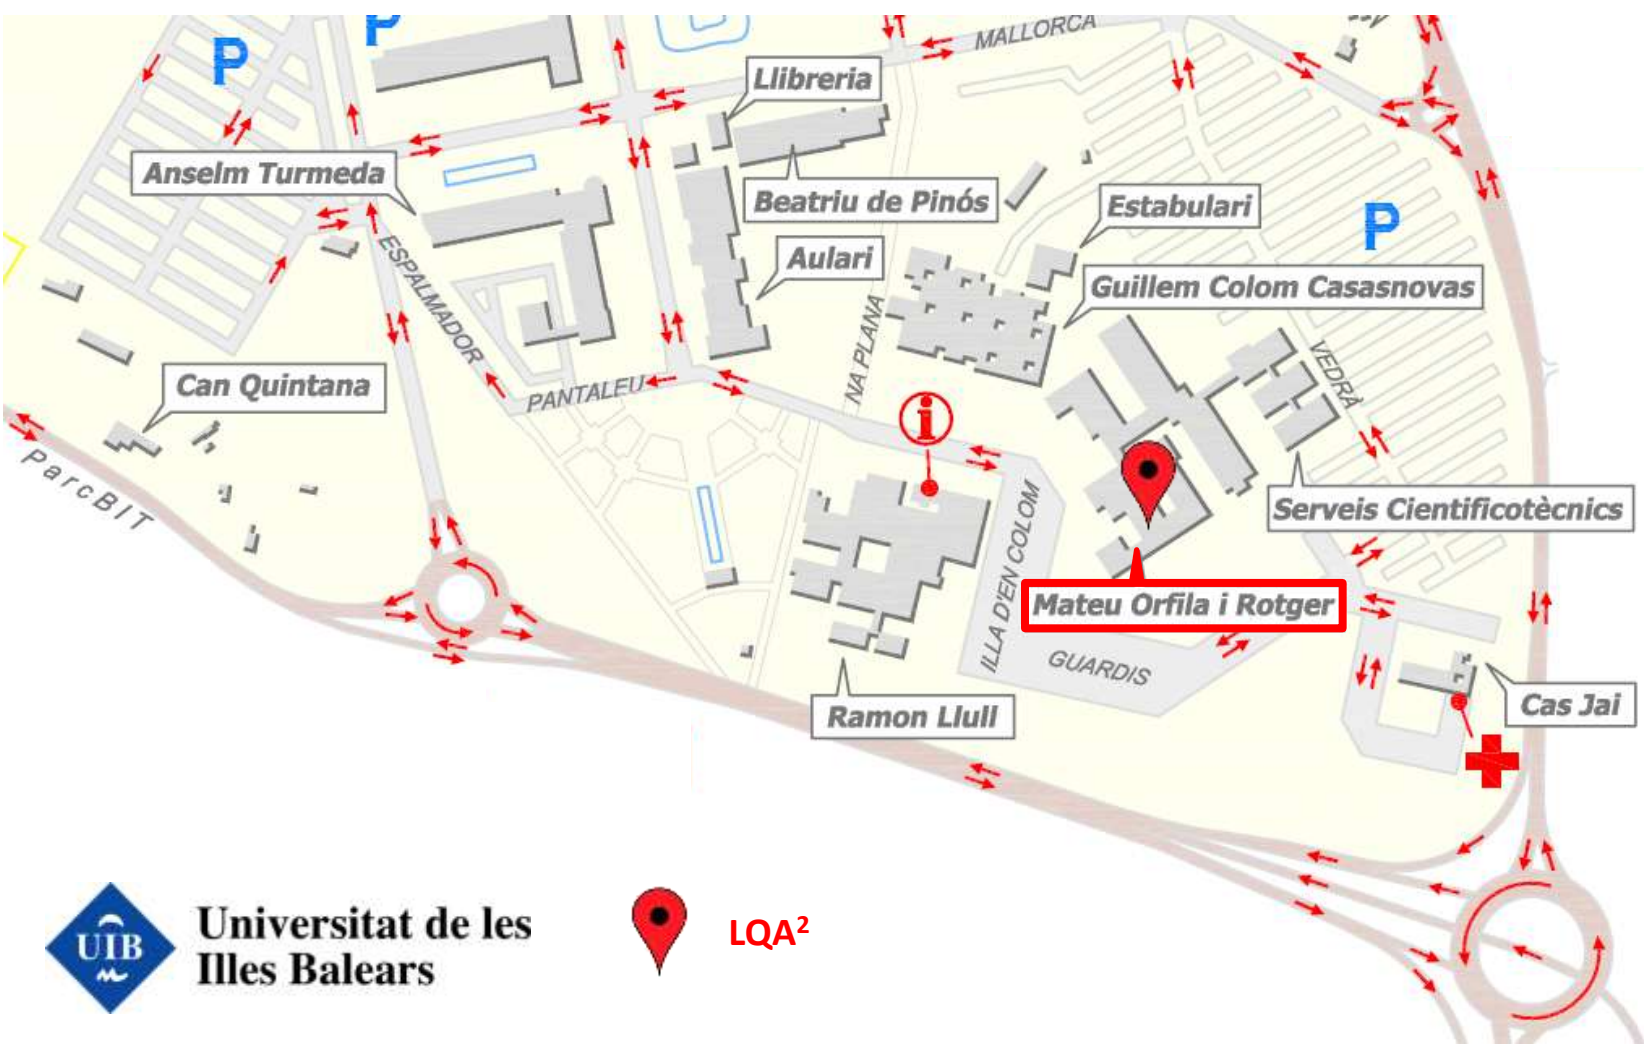 P
P
MALLORCA
Llibreria
Anselm Turmeda
Beatriu de Pinós
Estabulari
P
Aulari
ESPALMADOR
Guillem Colom Casasnovas
NA PLANA
VEDRÀ
Can Quintana
PANTALEU
i
ParcBIT
ILLA D'EN COLOM
Serveis Cientificotècnics
Mateu Orfila i Rotger
GUARDIS
Ramon Llull
Cas Jai
UIB
Universitat de les
Illes Balears
LQA²